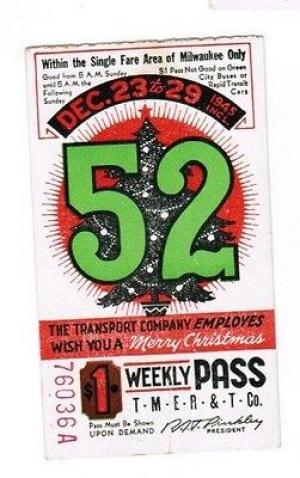 Within the Single Fare Area of Milwaukee Only
Good from 5 A.M. Sunday
until 5 A.M. the
Following
Sunday
$1 Pass Not Good on Green
City Buses or
Rapid Transit
Cars
DEC. 23 to 29 1945 INCL.
52
THE TRANSPORT COMPANY EMPLOYES
WISH YOU A Merry Christmas
76036A
$1
WEEKLY PASS
T·M·E·R·&·T·Co.
Pass Must Be Shown
UPON DEMAND
PRESIDENT